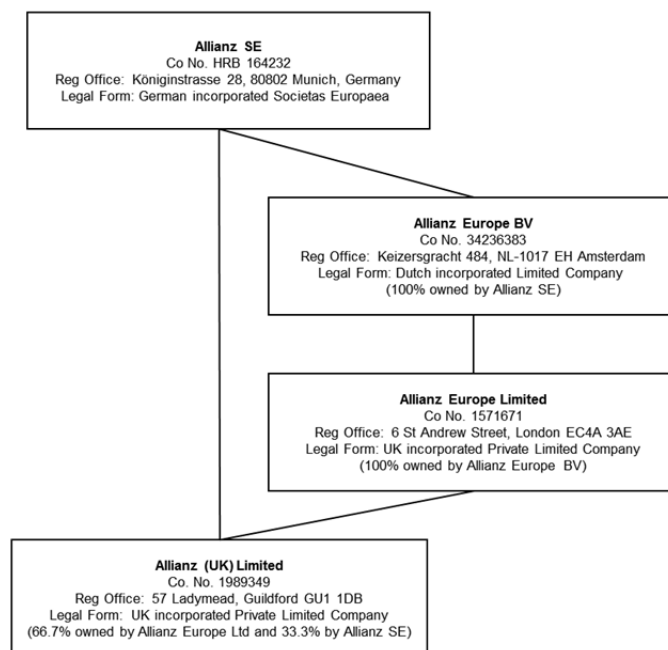 Allianz SE
Co No. HRB 164232
Reg Office: Königinstrasse 28, 80802 Munich, Germany
Legal Form: German incorporated Societas Europaea
Allianz Europe BV
Co No. 34236383
Reg Office: Keizersgracht 484, NL-1017 EH Amsterdam
Legal Form: Dutch incorporated Limited Company
(100% owned by Allianz SE)
Allianz Europe Limited
Co No. 1571671
Reg Office: 6 St Andrew Street, London EC4A 3AE
Legal Form: UK incorporated Private Limited Company
(100% owned by Allianz Europe BV)
Allianz (UK) Limited
Co. No. 1989349
Reg Office: 57 Ladymead, Guildford GU1 1DB
Legal Form: UK incorporated Private Limited Company
(66.7% owned by Allianz Europe Ltd and 33.3% by Allianz SE)